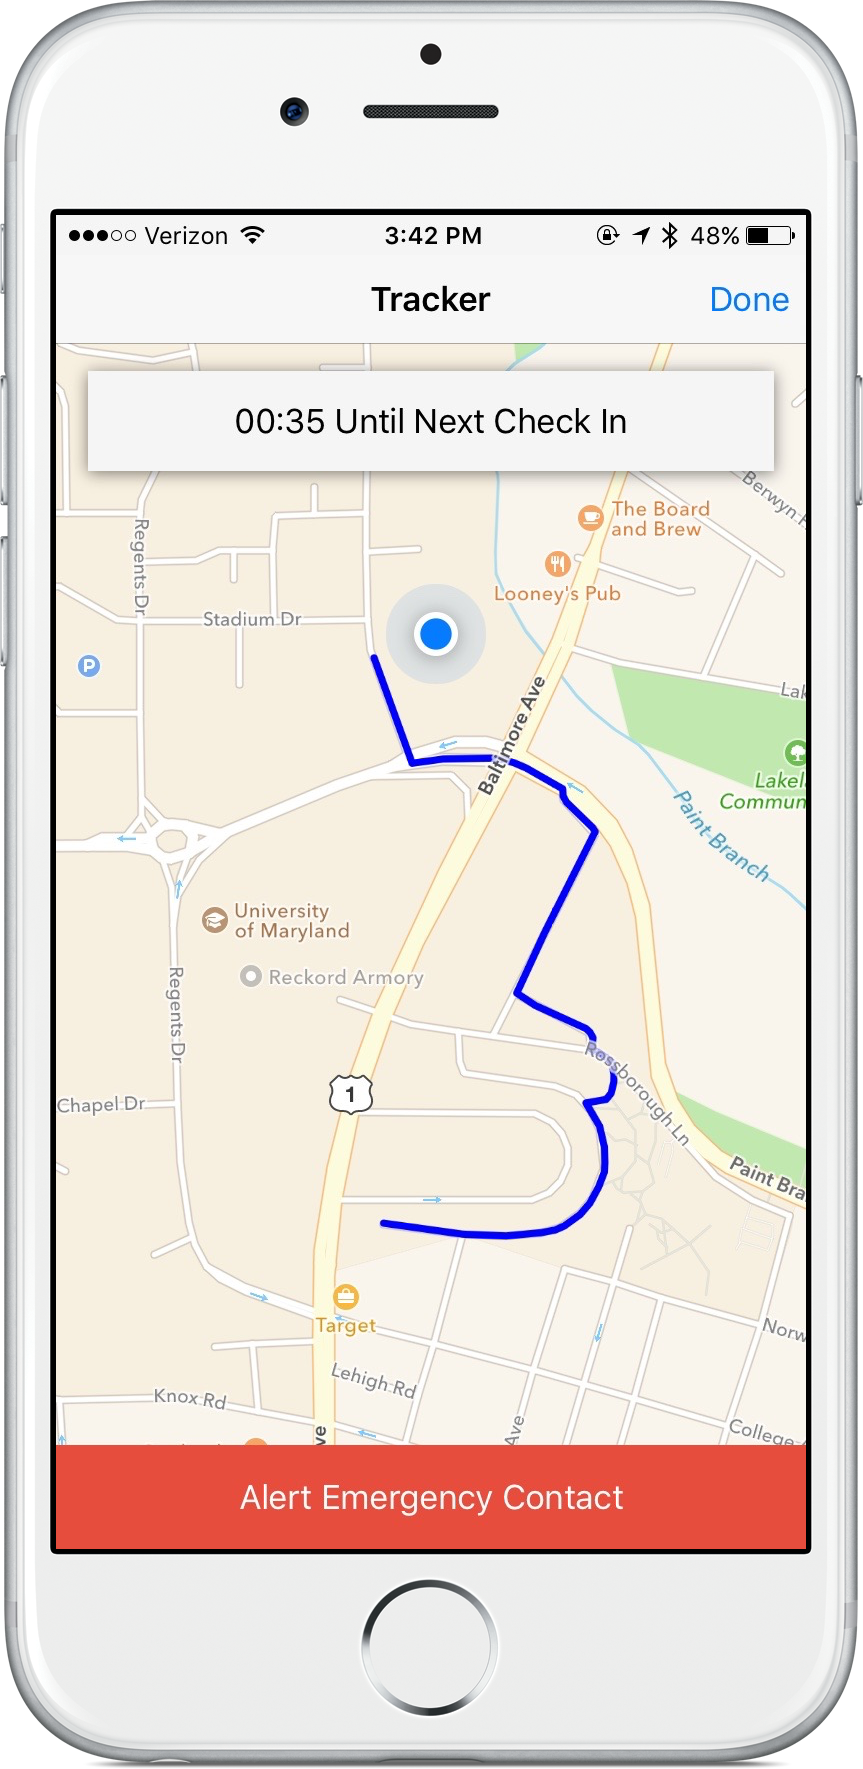 Verizon
3:42 PM
48%
Tracker
Done
00:35 Until Next Check In
Berwyn
The Board
and Brew
Looney's Pub
Regents Dr
Stadium Dr
P
Lak
Baltimore Ave
Lakel
Commun
Paint Branch
University
of Maryland
Reckord Armory
Regents Dr
Rossborough Ln
1
Chapel Dr
Paint Bra
Target
Norw
Lehigh Rd
Knox Rd
College
Ave
ve
Alert Emergency Contact